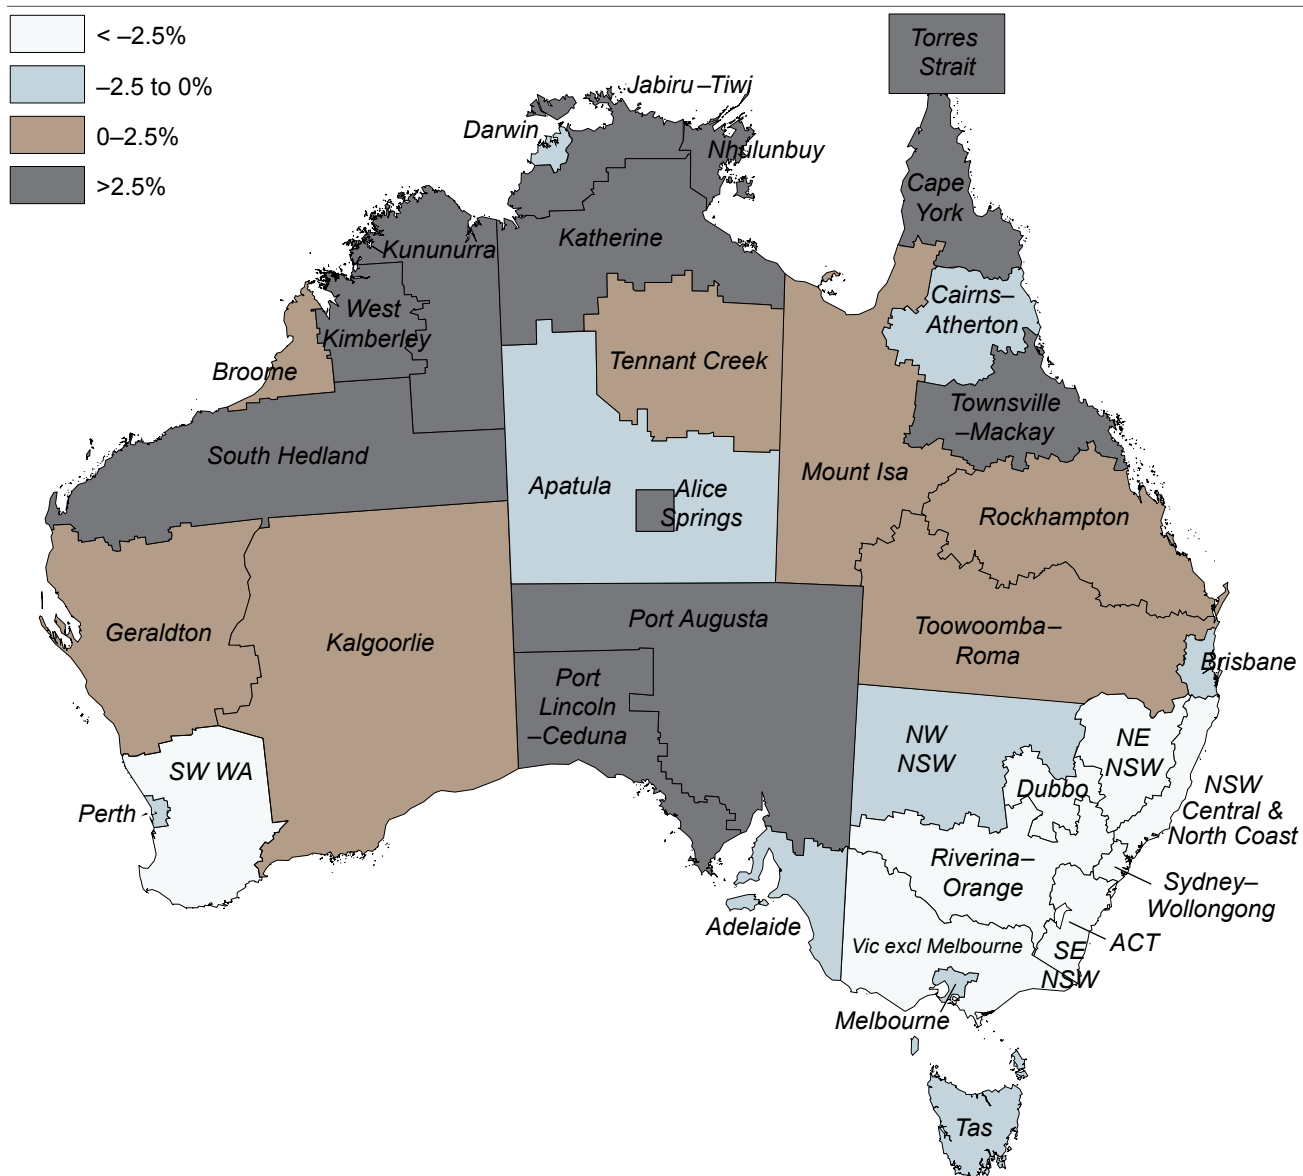 < –2.5%
–2.5 to 0%
0–2.5%
>2.5%
Torres
Strait
Jabiru–Tiwi
Darwin
Nhulunbuy
Cape
York
Kununurra
Katherine
West
Kimberley
Cairns–
Atherton
Broome
Tennant Creek
Townsville
–Mackay
South Hedland
Apatula
Alice
Springs
Mount Isa
Rockhampton
Geraldton
Kalgoorlie
Port Augusta
Toowoomba–
Roma
Brisbane
Port
Lincoln
–Ceduna
NW
NSW
NE
NSW
SW WA
Perth
Dubbo
NSW
Central &
North Coast
Riverina–
Orange
Sydney–
Wollongong
Adelaide
Vic excl Melbourne
ACT
SE
NSW
Melbourne
Tas